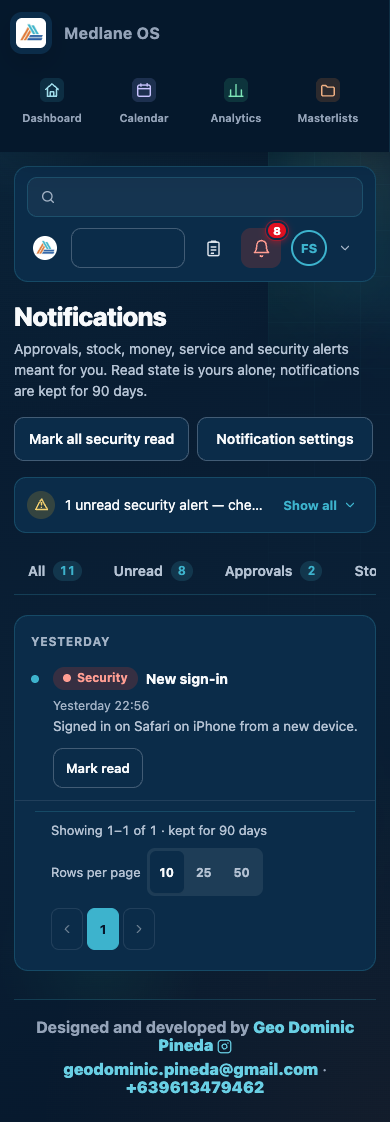 Medlane OS
Dashboard
Calendar
Analytics
Masterlists
8
FS
Notifications
Approvals, stock, money, service and security alerts
meant for you. Read state is yours alone; notifications
are kept for 90 days.
Mark all security read
Notification settings
1 unread security alert — che...
Show all
All 11
Unread 8
Approvals 2
Sto
YESTERDAY
Security
New sign-in
Yesterday 22:56
Signed in on Safari on iPhone from a new device.
Mark read
Showing 1–1 of 1 · kept for 90 days
Rows per page 10 25 50
‹ 1 ›
Designed and developed by Geo Dominic
Pineda
geodominic.pineda@gmail.com ·
+639613479462